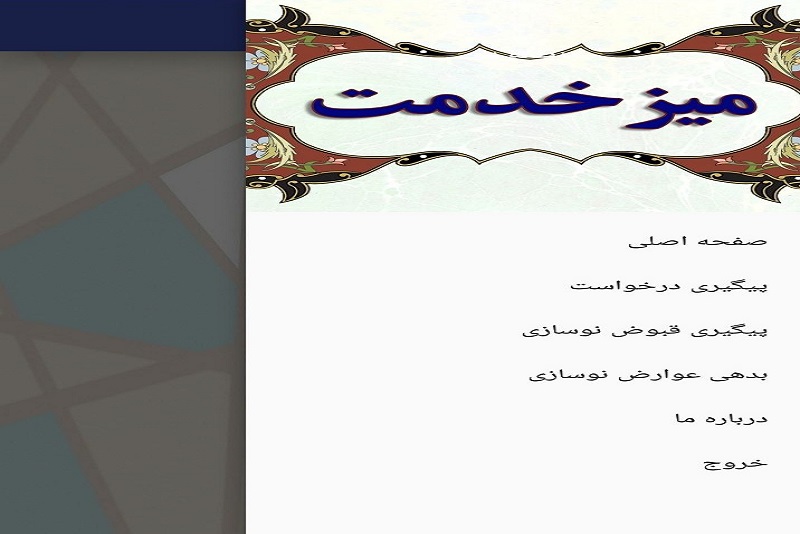 میز خدمت
صفحه اصلی
پیگیری درخواست
پیگیری قبوض نوسازی
بدهی عوارض نوسازی
درباره ما
خروج